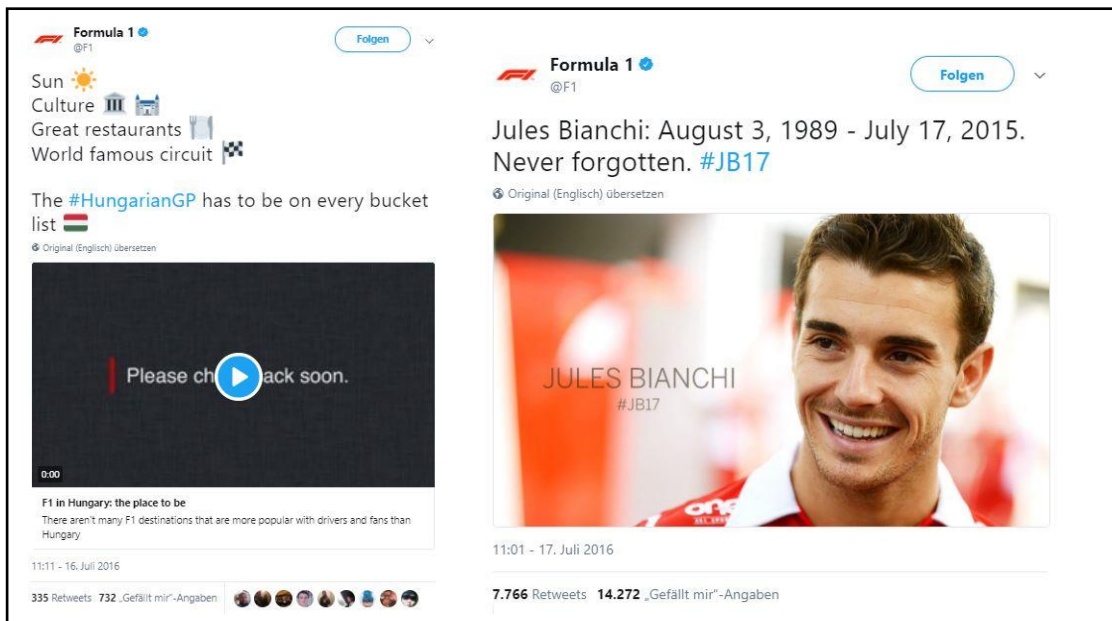 Formula 1
@F1
Folgen
Sun
Culture
Great restaurants
World famous circuit
The #HungarianGP has to be on every bucket
list
Original (Englisch) übersetzen
Please ch ack soon.
0:00
F1 in Hungary: the place to be
There aren't many F1 destinations that are more popular with drivers and fans than
Hungary
11:11 - 16. Juli 2016
335 Retweets 732 „Gefällt mir"-Angaben
Formula 1
@F1
Folgen
Jules Bianchi: August 3, 1989 - July 17, 2015.
Never forgotten. #JB17
Original (Englisch) übersetzen
JULES BIANCHI
#JB17
11:01 - 17. Juli 2016
7.766 Retweets 14.272 „Gefällt mir"-Angaben